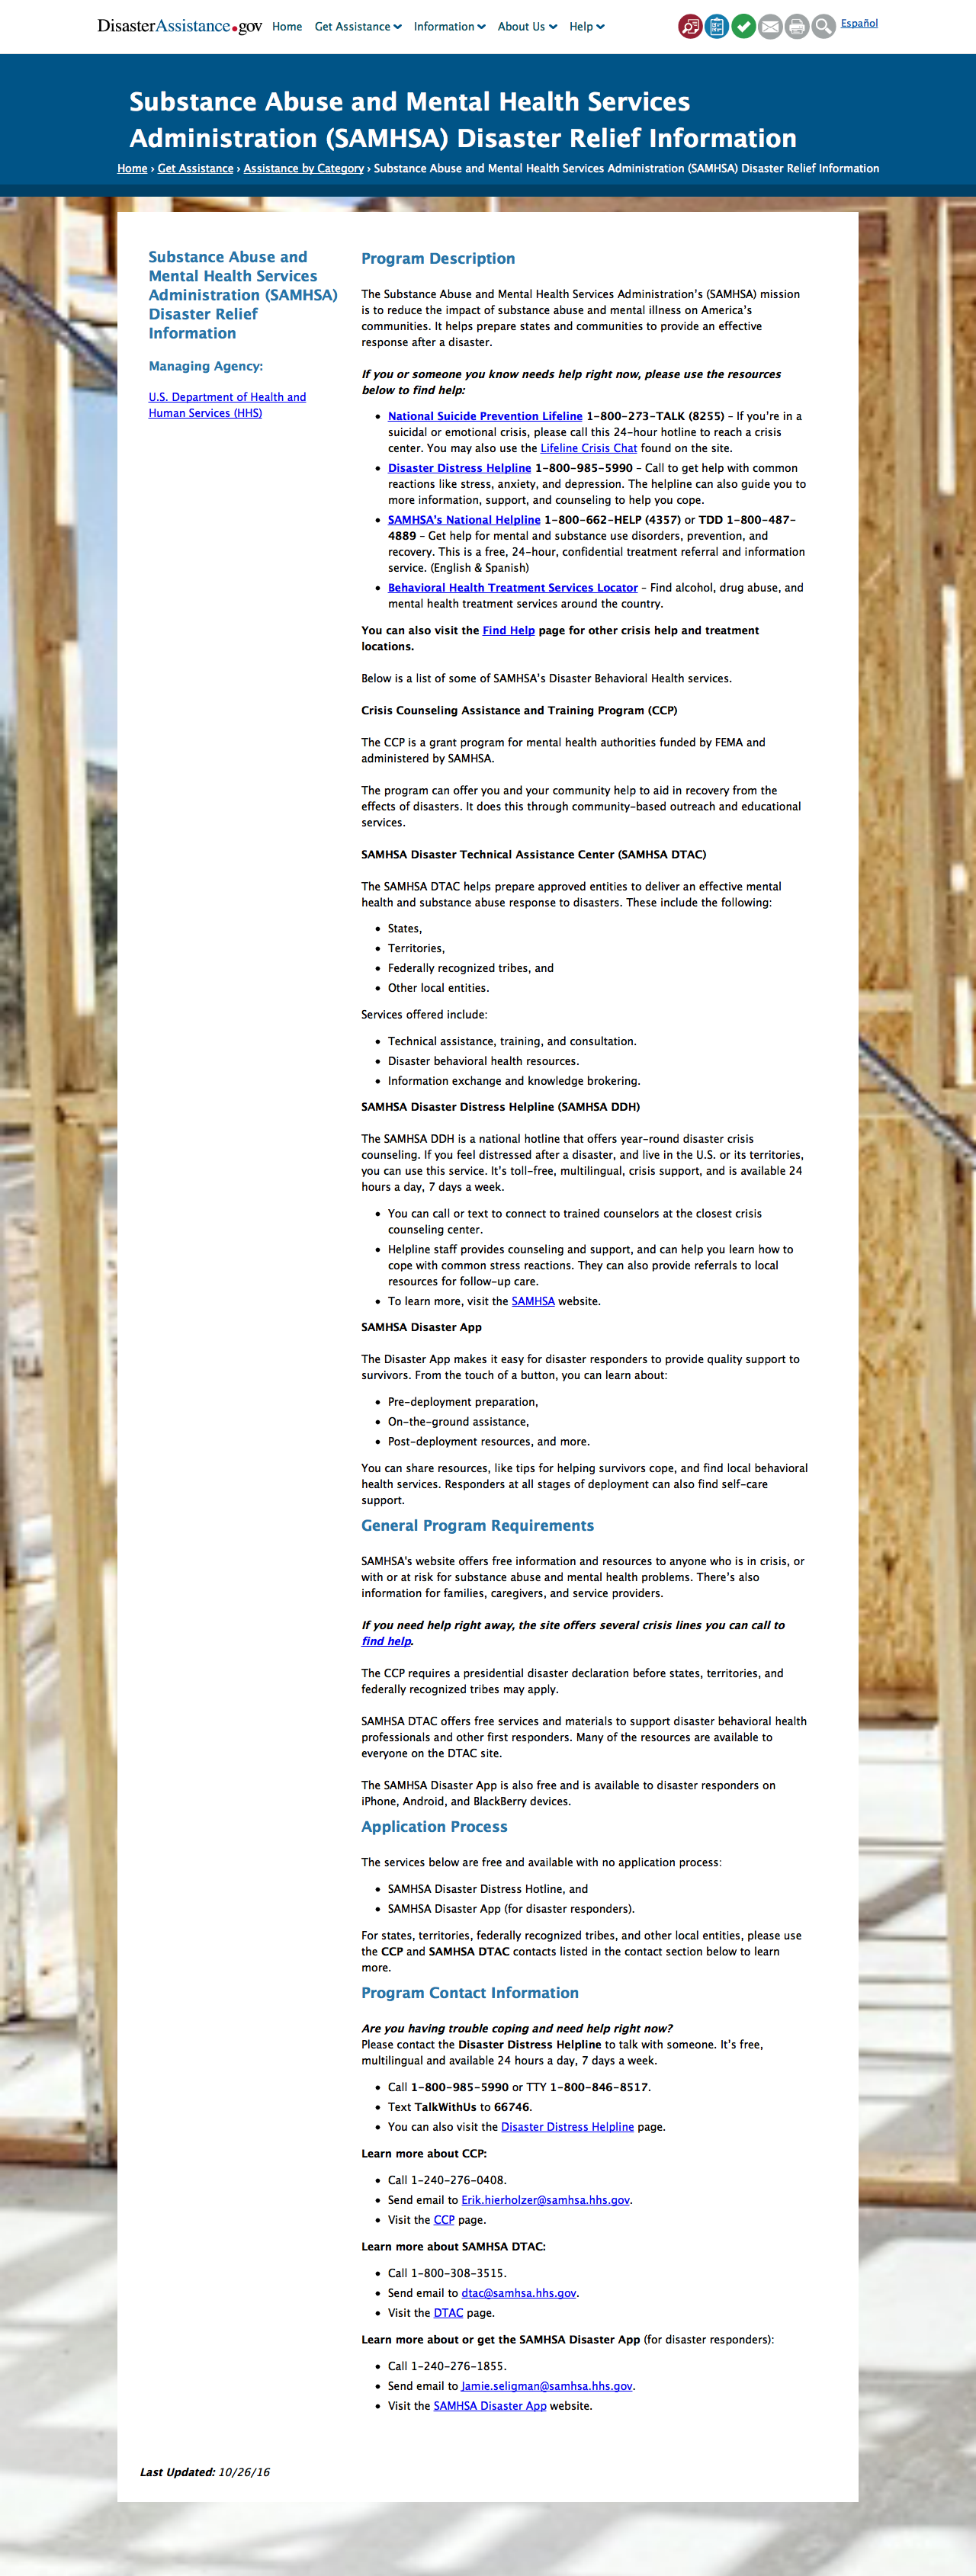 DisasterAssistance.gov Home Get Assistance Information About Us Help Español
Substance Abuse and Mental Health Services
Administration (SAMHSA) Disaster Relief Information
Home › Get Assistance › Assistance by Category › Substance Abuse and Mental Health Services Administration (SAMHSA) Disaster Relief Information
Substance Abuse and
Mental Health Services
Administration (SAMHSA)
Disaster Relief
Information
Managing Agency:
U.S. Department of Health and
Human Services (HHS)
Program Description
The Substance Abuse and Mental Health Services Administration's (SAMHSA) mission
is to reduce the impact of substance abuse and mental illness on America's
communities. It helps prepare states and communities to provide an effective
response after a disaster.
If you or someone you know needs help right now, please use the resources
below to find help:
• National Suicide Prevention Lifeline 1-800-273-TALK (8255) – If you're in a
suicidal or emotional crisis, please call this 24-hour hotline to reach a crisis
center. You may also use the Lifeline Crisis Chat found on the site.
• Disaster Distress Helpline 1-800-985-5990 – Call to get help with common
reactions like stress, anxiety, and depression. The helpline can also guide you to
more information, support, and counseling to help you cope.
• SAMHSA's National Helpline 1-800-662-HELP (4357) or TDD 1-800-487-
4889 – Get help for mental and substance use disorders, prevention, and
recovery. This is a free, 24-hour, confidential treatment referral and information
service. (English & Spanish)
• Behavioral Health Treatment Services Locator – Find alcohol, drug abuse, and
mental health treatment services around the country.
You can also visit the Find Help page for other crisis help and treatment
locations.
Below is a list of some of SAMHSA's Disaster Behavioral Health services.
Crisis Counseling Assistance and Training Program (CCP)
The CCP is a grant program for mental health authorities funded by FEMA and
administered by SAMHSA.
The program can offer you and your community help to aid in recovery from the
effects of disasters. It does this through community-based outreach and educational
services.
SAMHSA Disaster Technical Assistance Center (SAMHSA DTAC)
The SAMHSA DTAC helps prepare approved entities to deliver an effective mental
health and substance abuse response to disasters. These include the following:
• States,
• Territories,
• Federally recognized tribes, and
• Other local entities.
Services offered include:
• Technical assistance, training, and consultation.
• Disaster behavioral health resources.
• Information exchange and knowledge brokering.
SAMHSA Disaster Distress Helpline (SAMHSA DDH)
The SAMHSA DDH is a national hotline that offers year-round disaster crisis
counseling. If you feel distressed after a disaster, and live in the U.S. or its territories,
you can use this service. It's toll-free, multilingual, crisis support, and is available 24
hours a day, 7 days a week.
• You can call or text to connect to trained counselors at the closest crisis
counseling center.
• Helpline staff provides counseling and support, and can help you learn how to
cope with common stress reactions. They can also provide referrals to local
resources for follow-up care.
• To learn more, visit the SAMHSA website.
SAMHSA Disaster App
The Disaster App makes it easy for disaster responders to provide quality support to
survivors. From the touch of a button, you can learn about:
• Pre-deployment preparation,
• On-the-ground assistance,
• Post-deployment resources, and more.
You can share resources, like tips for helping survivors cope, and find local behavioral
health services. Responders at all stages of deployment can also find self-care
support.
General Program Requirements
SAMHSA's website offers free information and resources to anyone who is in crisis, or
with or at risk for substance abuse and mental health problems. There's also
information for families, caregivers, and service providers.
If you need help right away, the site offers several crisis lines you can call to
find help.
The CCP requires a presidential disaster declaration before states, territories, and
federally recognized tribes may apply.
SAMHSA DTAC offers free services and materials to support disaster behavioral health
professionals and other first responders. Many of the resources are available to
everyone on the DTAC site.
The SAMHSA Disaster App is also free and is available to disaster responders on
iPhone, Android, and BlackBerry devices.
Application Process
The services below are free and available with no application process:
• SAMHSA Disaster Distress Hotline, and
• SAMHSA Disaster App (for disaster responders).
For states, territories, federally recognized tribes, and other local entities, please use
the CCP and SAMHSA DTAC contacts listed in the contact section below to learn
more.
Program Contact Information
Are you having trouble coping and need help right now?
Please contact the Disaster Distress Helpline to talk with someone. It's free,
multilingual and available 24 hours a day, 7 days a week.
• Call 1-800-985-5990 or TTY 1-800-846-8517.
• Text TalkWithUs to 66746.
• You can also visit the Disaster Distress Helpline page.
Learn more about CCP:
• Call 1-240-276-0408.
• Send email to Erik.hierholzer@samhsa.hhs.gov.
• Visit the CCP page.
Learn more about SAMHSA DTAC:
• Call 1-800-308-3515.
• Send email to dtac@samhsa.hhs.gov.
• Visit the DTAC page.
Learn more about or get the SAMHSA Disaster App (for disaster responders):
• Call 1-240-276-1855.
• Send email to Jamie.seligman@samhsa.hhs.gov.
• Visit the SAMHSA Disaster App website.
Last Updated: 10/26/16